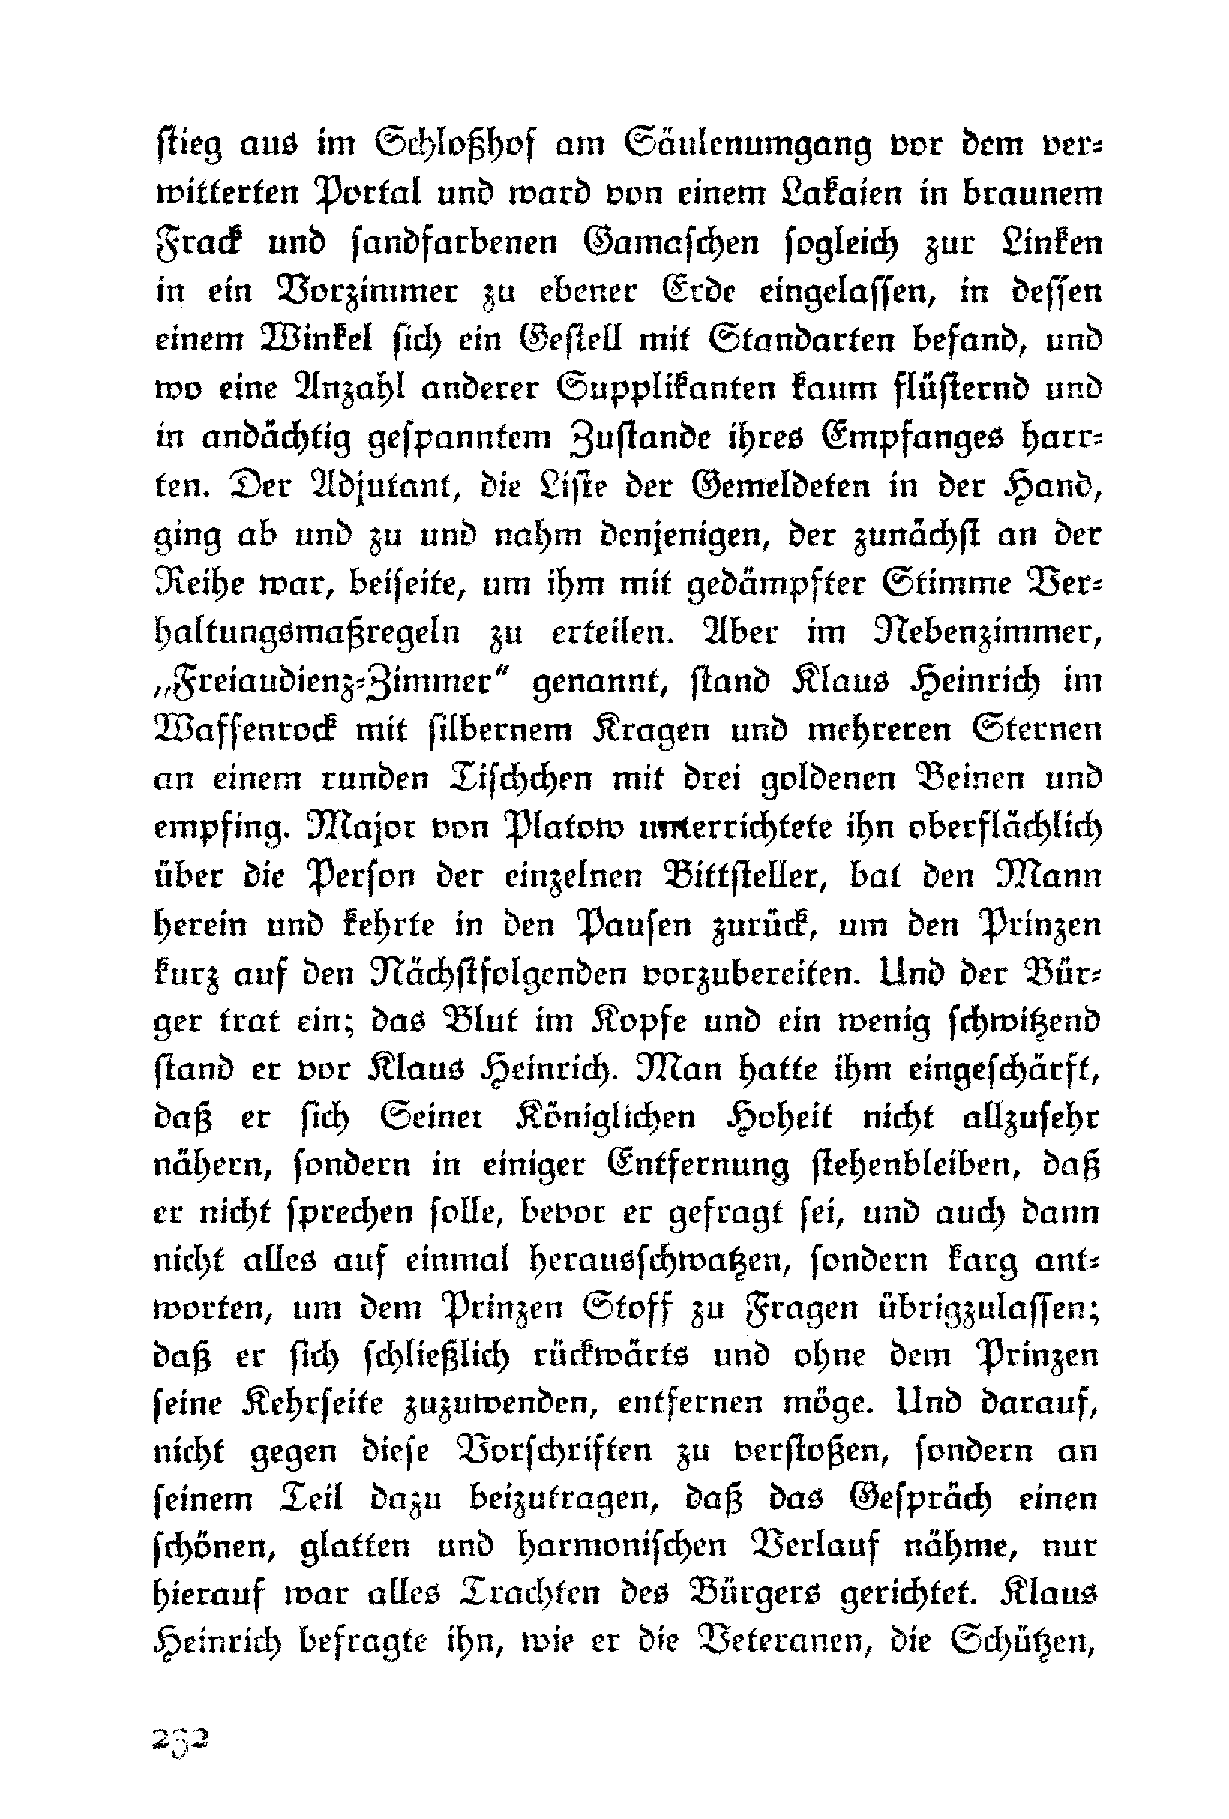 stieg aus im Schloßhof am Säulenumgang vor dem ver-
witterten Portal und ward von einem Lakaien in braunem
Frack und sandfarbenen Gamaschen sogleich zur Linken
in ein Vorzimmer zu ebener Erde eingelassen, in dessen
einem Winkel sich ein Gestell mit Standarten befand, und
wo eine Anzahl anderer Supplikanten kaum flüsternd und
in andächtig gespanntem Zustande ihres Empfanges harr-
ten. Der Adjutant, die Liste der Gemeldeten in der Hand,
ging ab und zu und nahm denjenigen, der zunächst an der
Reihe war, beiseite, um ihm mit gedämpfter Stimme Ver-
haltungsmaßregeln zu erteilen. Aber im Nebenzimmer,
„Freiaudienz-Zimmer“ genannt, stand Klaus Heinrich im
Waffenrock mit silbernem Kragen und mehreren Sternen
an einem runden Tischchen mit drei goldenen Beinen und
empfing. Major von Platow unterrichtete ihn oberflächlich
über die Person der einzelnen Bittsteller, bat den Mann
herein und kehrte in den Pausen zurück, um den Prinzen
kurz auf den Nächstfolgenden vorzubereiten. Und der Bür-
ger trat ein; das Blut im Kopfe und ein wenig schwitzend
stand er vor Klaus Heinrich. Man hatte ihm eingeschärft,
daß er sich Seiner Königlichen Hoheit nicht allzusehr
nähern, sondern in einiger Entfernung stehenbleiben, daß
er nicht sprechen solle, bevor er gefragt sei, und auch dann
nicht alles auf einmal herausschwatzen, sondern karg ant-
worten, um dem Prinzen Stoff zu Fragen übrigzulassen;
daß er sich schließlich rückwärts und ohne dem Prinzen
seine Kehrseite zuzuwenden, entfernen möge. Und darauf,
nicht gegen diese Vorschriften zu verstoßen, sondern an
seinem Teil dazu beizutragen, daß das Gespräch einen
schönen, glatten und harmonischen Verlauf nähme, nur
hierauf war alles Trachten des Bürgers gerichtet. Klaus
Heinrich befragte ihn, wie er die Veteranen, die Schützen,